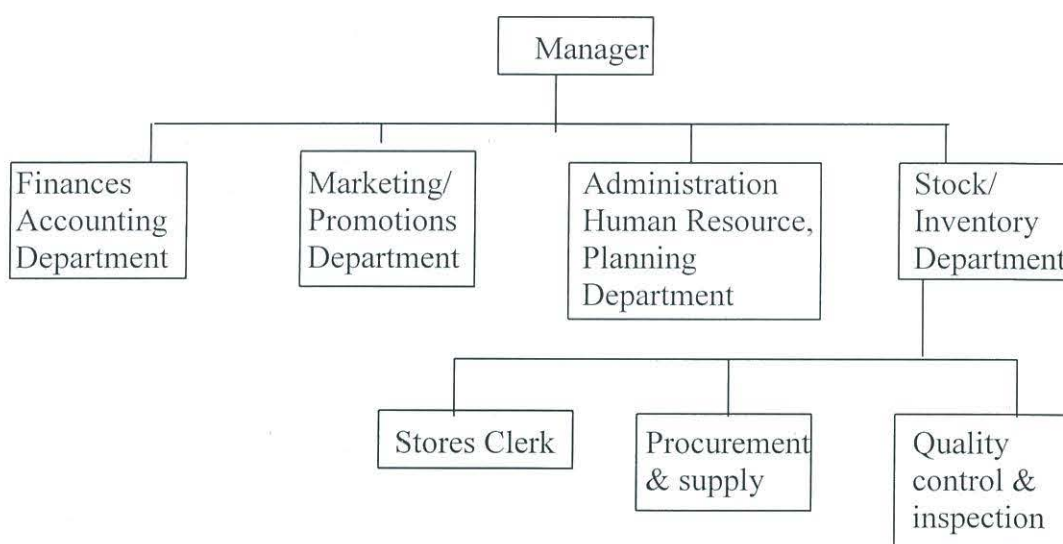 Manager
Finances
Accounting
Department
Marketing/
Promotions
Department
Administration
Human Resource,
Planning
Department
Stock/
Inventory
Department
Stores Clerk
Procurement
& supply
Quality
control &
inspection